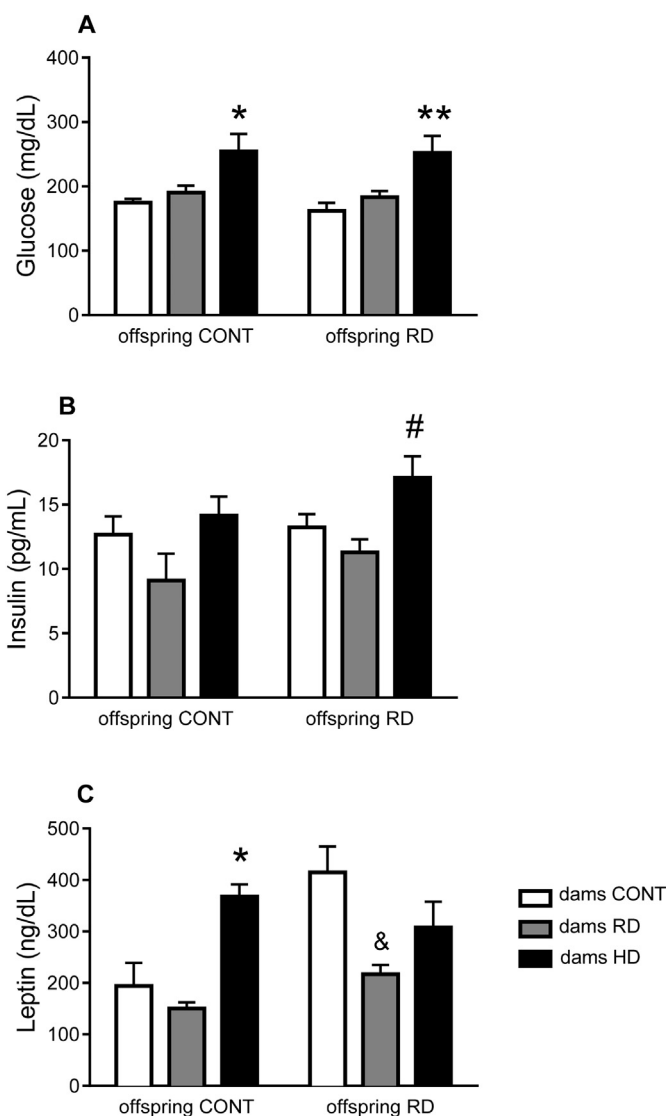 A
Glucose (mg/dL)
400
300
200
100
0
*
**
offspring CONT
offspring RD
B
Insulin (pg/mL)
20
15
10
5
0
#
offspring CONT
offspring RD
C
Leptin (ng/dL)
500
400
300
200
100
0
*
&
offspring CONT
offspring RD
dams CONT
dams RD
dams HD